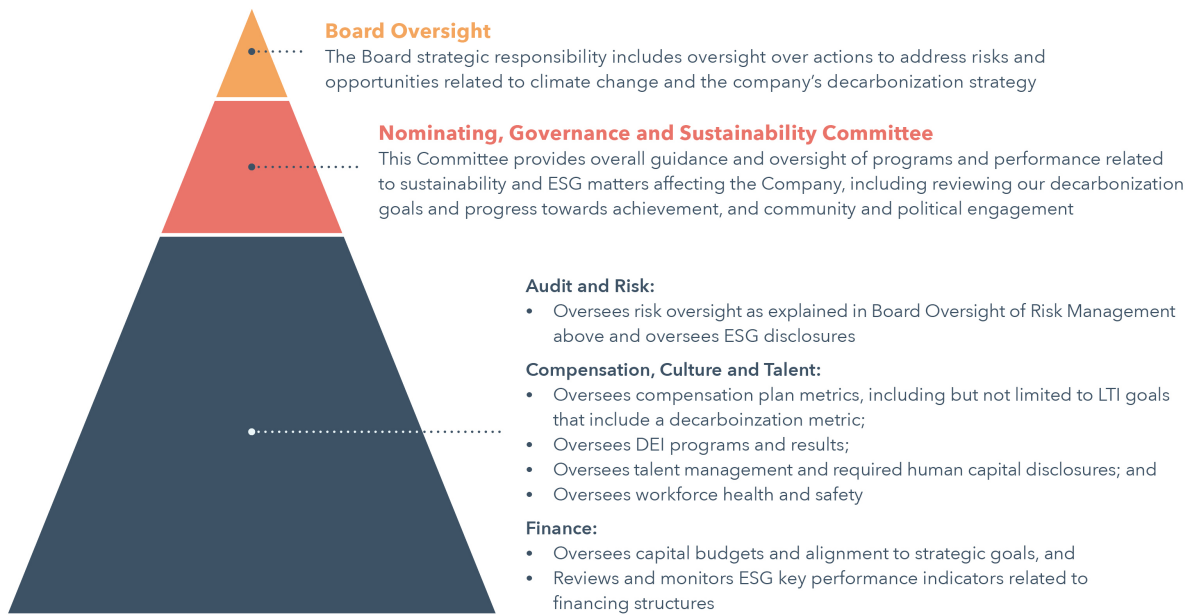 Board Oversight
The Board strategic responsibility includes oversight over actions to address risks and
opportunities related to climate change and the company’s decarbonization strategy
Nominating, Governance and Sustainability Committee
This Committee provides overall guidance and oversight of programs and performance related
to sustainability and ESG matters affecting the Company, including reviewing our decarbonization
goals and progress towards achievement, and community and political engagement
Audit and Risk:
• Oversees risk oversight as explained in Board Oversight of Risk Management
above and oversees ESG disclosures
Compensation, Culture and Talent:
• Oversees compensation plan metrics, including but not limited to LTI goals
that include a decarboinzation metric;
• Oversees DEI programs and results;
• Oversees talent management and required human capital disclosures; and
• Oversees workforce health and safety
Finance:
• Oversees capital budgets and alignment to strategic goals, and
• Reviews and monitors ESG key performance indicators related to
financing structures